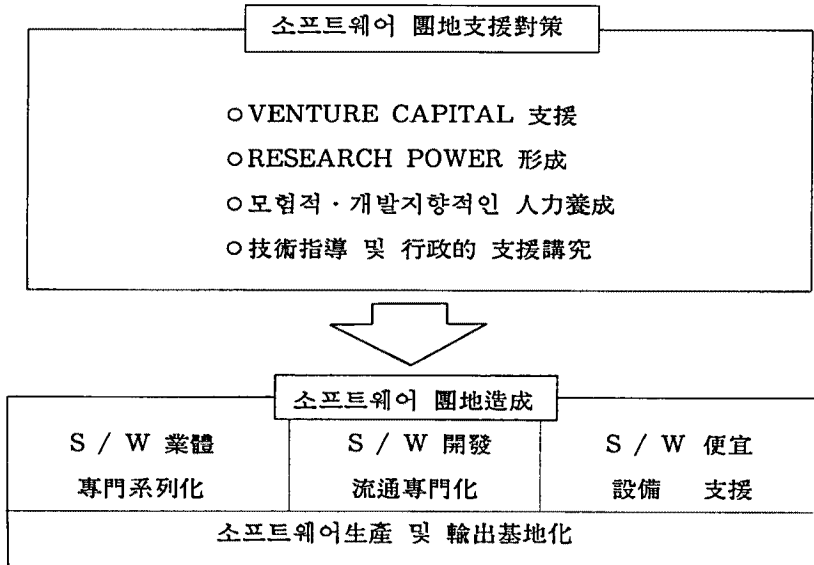 소프트웨어 團地支援對策
○VENTURE CAPITAL 支援
○RESEARCH POWER 形成
○모험적·개발지향적인 人力養成
○技術指導 및 行政的 支援講究
소프트웨어 團地造成
S / W 業體
專門系列化
S / W 開發
流通專門化
S / W 便宜
設備 支援
소프트웨어生產 및 輸出基地化